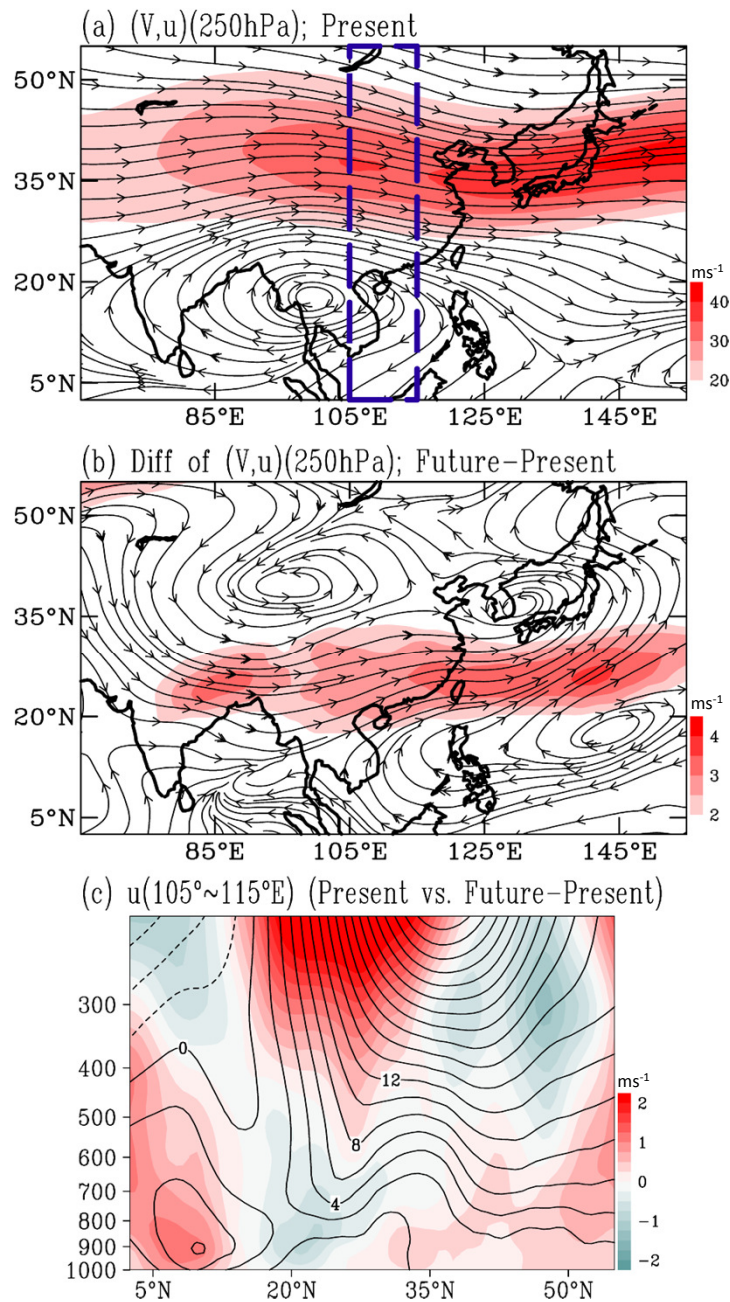 (a) (V,u)(250hPa); Present
50°N
35°N
20°N
5°N
ms⁻¹
40
35
30
25
20
85°E 105°E 125°E 145°E
(b) Diff of (V,u)(250hPa); Future-Present
50°N
35°N
20°N
5°N
ms⁻¹
4
3
2
85°E 105°E 125°E 145°E
(c) u(105°~115°E) (Present vs. Future-Present)
300
400
500
600
700
800
900
1000
0
12
8
4
ms⁻¹
2
1
0
-1
-2
5°N 20°N 35°N 50°N